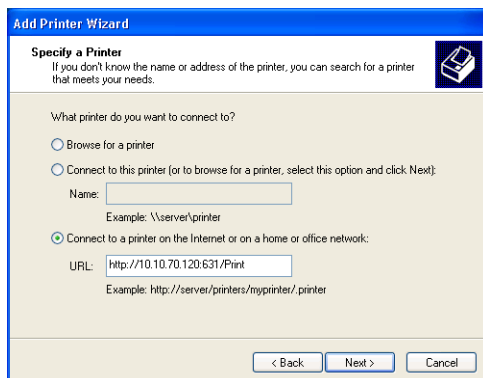 Add Printer Wizard
Specify a Printer
If you don't know the name or address of the printer, you can search for a printer
that meets your needs.
What printer do you want to connect to?
Browse for a printer
Connect to this printer (or to browse for a printer, select this option and click Next):
Name:
Example: \\server\printer
Connect to a printer on the Internet or on a home or office network:
URL: http://10.10.70.120:631/Print
Example: http://server/printers/myprinter/.printer
< Back Next > Cancel